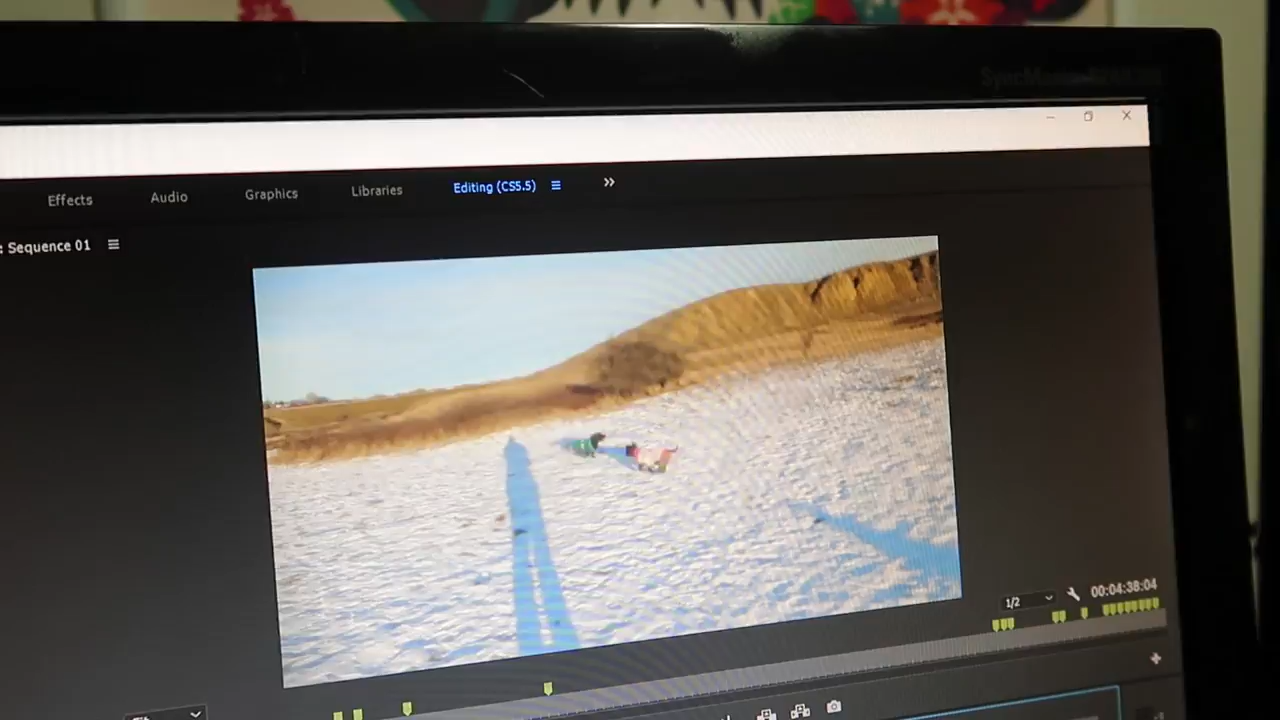 Effects Audio Graphics Libraries Editing (CS5.5)
: Sequence 01
1/2 00:04:38:04